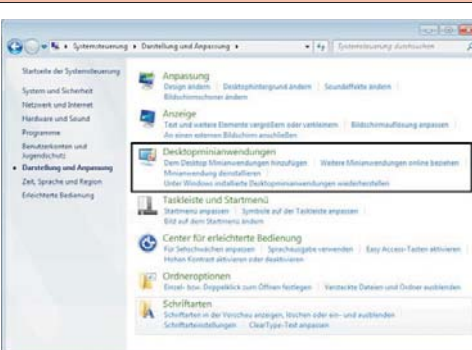 Systemsteuerung ▸ Darstellung und Anpassung ▸
Systemsteuerung durchsuchen
Startseite der Systemsteuerung
System und Sicherheit
Netzwerk und Internet
Hardware und Sound
Programme
Benutzerkonten und
Jugendschutz
Darstellung und Anpassung
Zeit, Sprache und Region
Erleichterte Bedienung
Anpassung
Design ändern Desktophintergrund ändern Soundeffekte ändern
Bildschirmschoner ändern
Anzeige
Text und weitere Elemente vergrößern oder verkleinern Bildschirmauflösung anpassen
An einen externen Bildschirm anschließen
Desktopminianwendungen
Dem Desktop Minianwendungen hinzufügen Weitere Minianwendungen online beziehen
Minianwendung deinstallieren
Unter Windows installierte Desktopminianwendungen wiederherstellen
Taskleiste und Startmenü
Startmenü anpassen Symbole auf der Taskleiste anpassen
Bild auf dem Startmenü ändern
Center für erleichterte Bedienung
Für Sehschwächen anpassen Sprachausgabe verwenden Easy Access-Tasten aktivieren
Hohen Kontrast aktivieren oder deaktivieren
Ordneroptionen
Einzel- bzw. Doppelklick zum Öffnen festlegen Versteckte Dateien und Ordner ausblenden
Schriftarten
Schriftarten in der Vorschau anzeigen, löschen oder ein- und ausblenden
Schriftarteinstellungen ClearType-Text anpassen